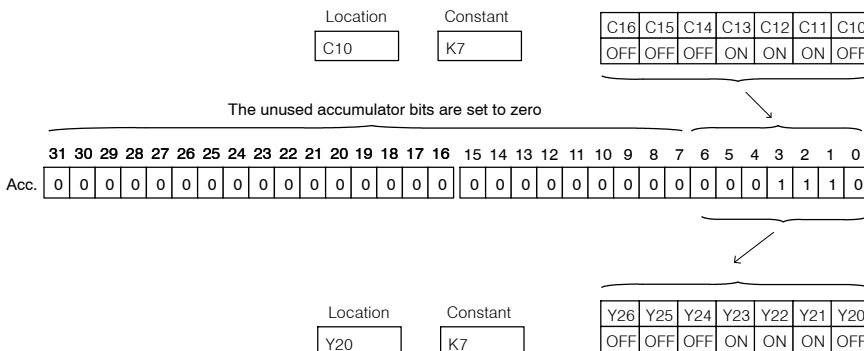 Location Constant
C10 K7
C16 C15 C14 C13 C12 C11 C10
OFF OFF OFF ON ON ON OFF
The unused accumulator bits are set to zero
31 30 29 28 27 26 25 24 23 22 21 20 19 18 17 16 15 14 13 12 11 10 9 8 7 6 5 4 3 2 1 0
Acc. 0 0 0 0 0 0 0 0 0 0 0 0 0 0 0 0 0 0 0 0 0 0 0 0 0 0 0 0 1 1 1 0
Location Constant
Y20 K7
Y26 Y25 Y24 Y23 Y22 Y21 Y20
OFF OFF OFF ON ON ON OFF